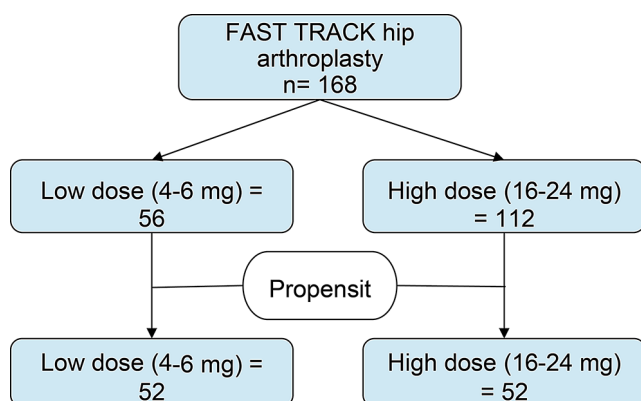 FAST TRACK hip
arthroplasty
n= 168
Low dose (4-6 mg) =
56
High dose (16-24 mg)
= 112
Propensit
Low dose (4-6 mg) =
52
High dose (16-24 mg)
= 52